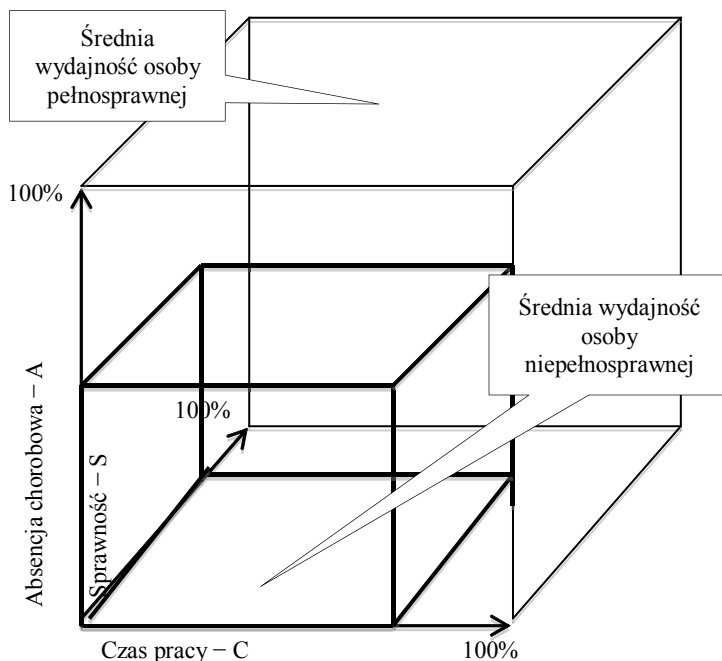 Średnia
wydajność osoby
pełnosprawnej
100%
Średnia wydajność
osoby
niepełnosprawnej
100%
Absencja chorobowa – A
Sprawność – S
Czas pracy – C
100%